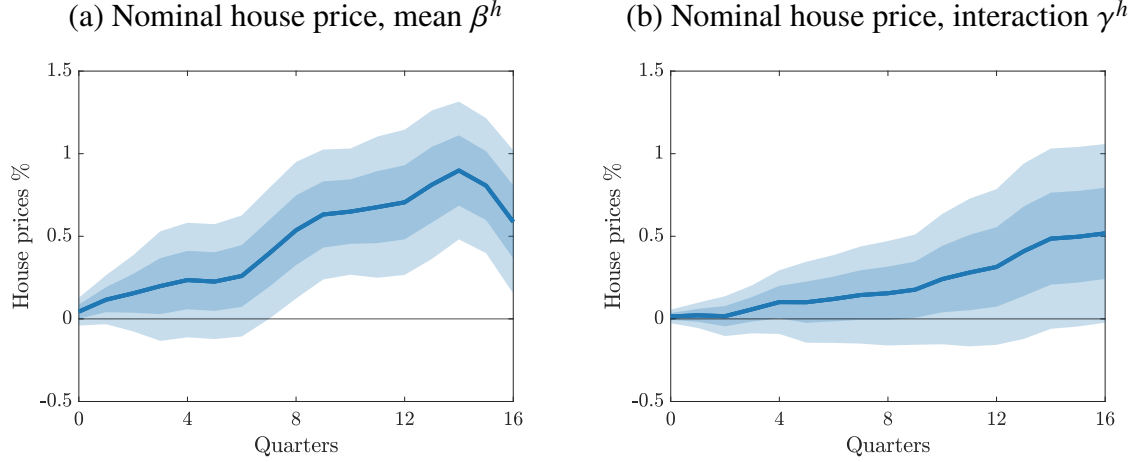 (a) Nominal house price, mean β^h
1.5
1
0.5
0
-0.5
House prices %
0 4 8 12 16
Quarters
(b) Nominal house price, interaction γ^h
1.5
1
0.5
0
-0.5
House prices %
0 4 8 12 16
Quarters